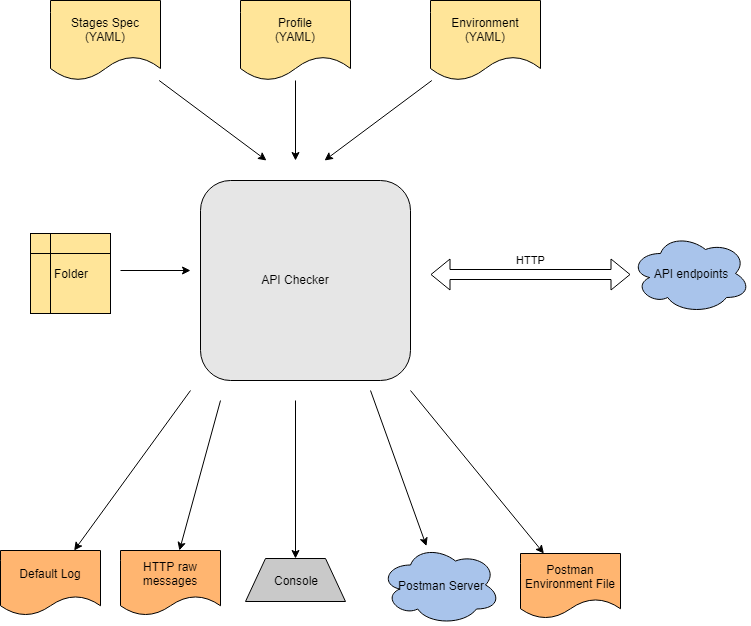 Stages Spec
(YAML)
Profile
(YAML)
Environment
(YAML)
Folder
API Checker
HTTP
API endpoints
Default Log
HTTP raw
messages
Console
Postman Server
Postman
Environment File